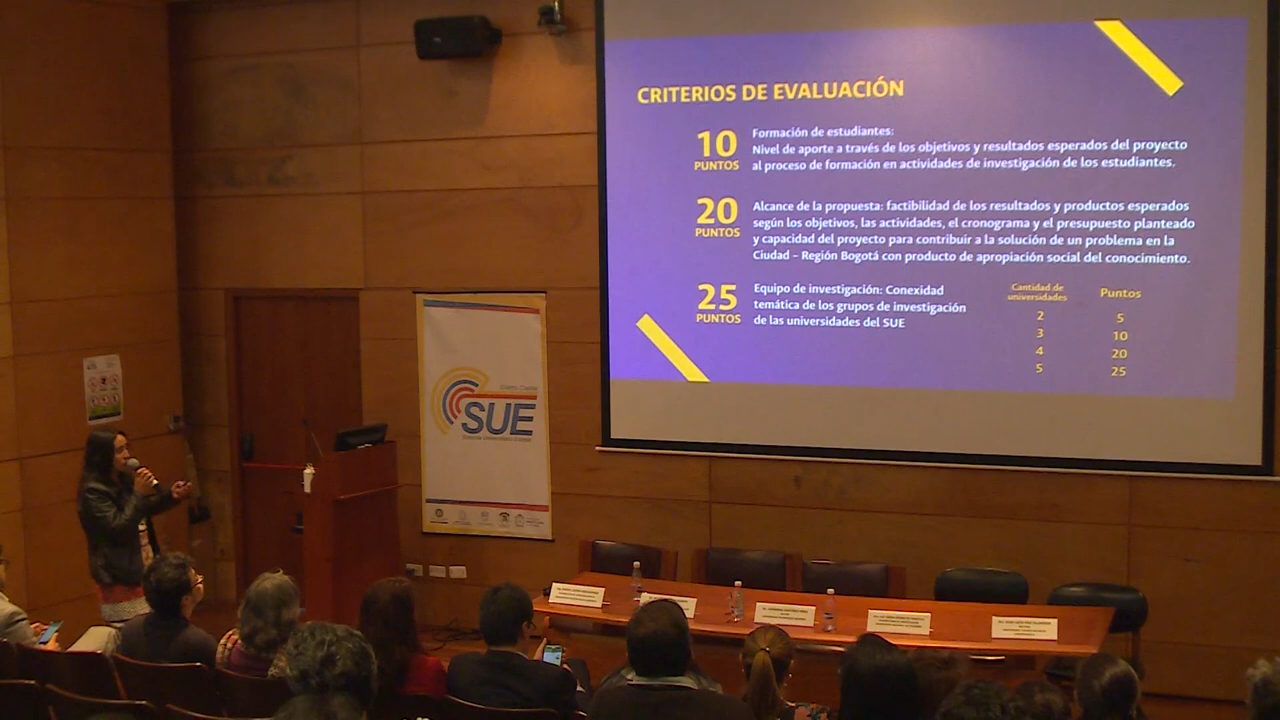 CRITERIOS DE EVALUACIÓN
10
PUNTOS
Formación de estudiantes:
Nivel de aporte a través de los objetivos y resultados esperados del proyecto
al proceso de formación en actividades de investigación de los estudiantes.
20
PUNTOS
Alcance de la propuesta: factibilidad de los resultados y productos esperados
según los objetivos, las actividades, el cronograma y el presupuesto planteado
y capacidad del proyecto para contribuir a la solución de un problema en la
Ciudad – Región Bogotá con producto de apropiación social del conocimiento.
25
PUNTOS
Equipo de investigación: Conexidad
temática de los grupos de investigación
de las universidades del SUE
Cantidad de
universidades
Puntos
2 5
3 10
4 20
5 25
SUE